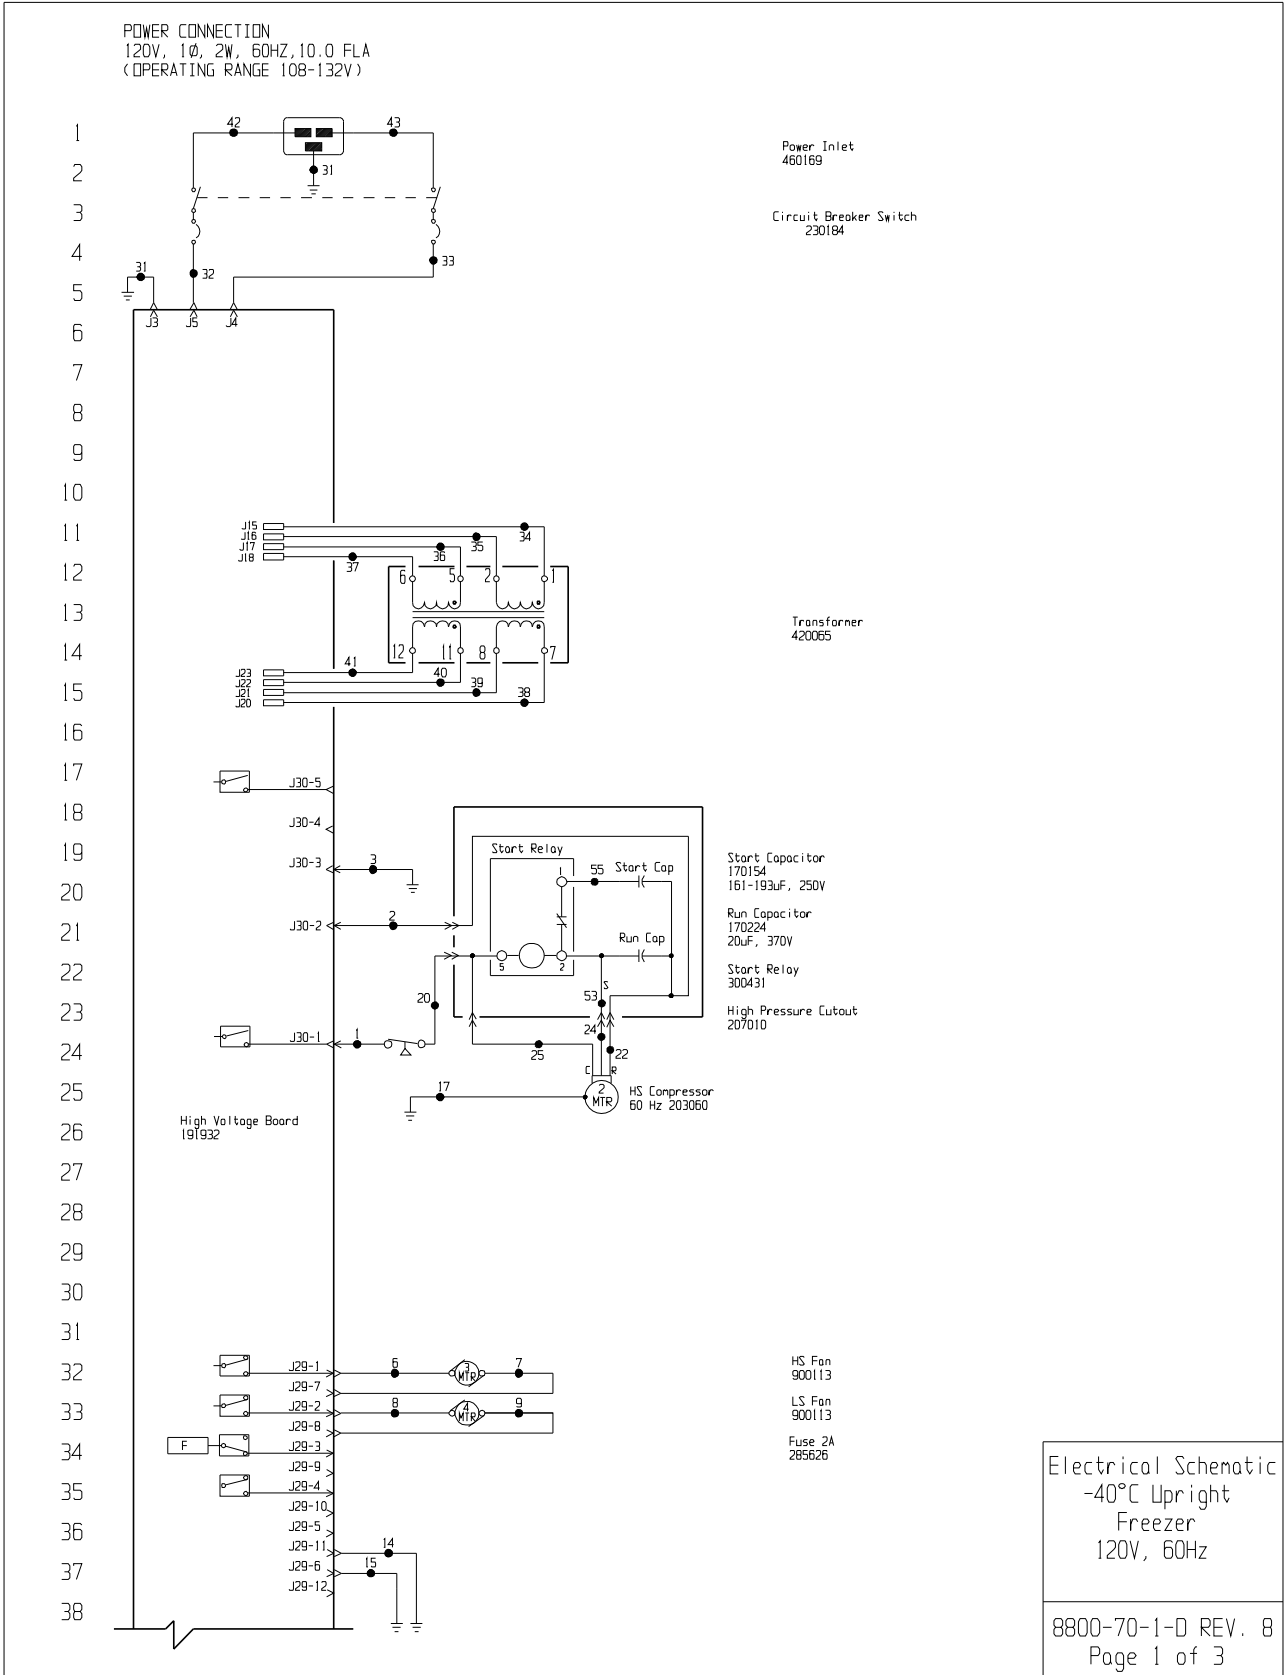 POWER CONNECTION
120V, 1Ø, 2W, 60HZ,10.0 FLA
(OPERATING RANGE 108-132V)
1
42
43
Power Inlet
460169
2
31
3
Circuit Breaker Switch
230184
4
33
31
32
5
J3
J5
J4
6
7
8
9
10
11
J15
J16
J17
J18
34
35
36
37
12
6
5
2
1
13
Transformer
420065
14
12
11
8
7
41
40
39
38
15
J23
J22
J21
J20
16
17
J30-5
18
J30-4
19
J30-3
3
Start Relay
1
55
Start Cap
Start Capacitor
170154
161-193uF, 250V
20
21
J30-2
2
Run Cap
Run Capacitor
170224
20uF, 370V
22
5
2
Start Relay
300431
S
20
53
23
High Pressure Cutout
207010
J30-1
1
24
24
25
22
C
R
25
17
2
MTR
HS Compressor
60 Hz 203060
High Voltage Board
191932
26
27
28
29
30
31
32
J29-1
6
3
MTR
7
HS Fan
900113
J29-7
33
J29-2
8
4
MTR
9
LS Fan
900113
J29-8
34
F
J29-3
Fuse 2A
285626
J29-9
35
J29-4
J29-10
36
J29-5
J29-11
14
37
J29-6
15
J29-12
38
Electrical Schematic
-40°C Upright
Freezer
120V, 60Hz
8800-70-1-D REV. 8
Page 1 of 3